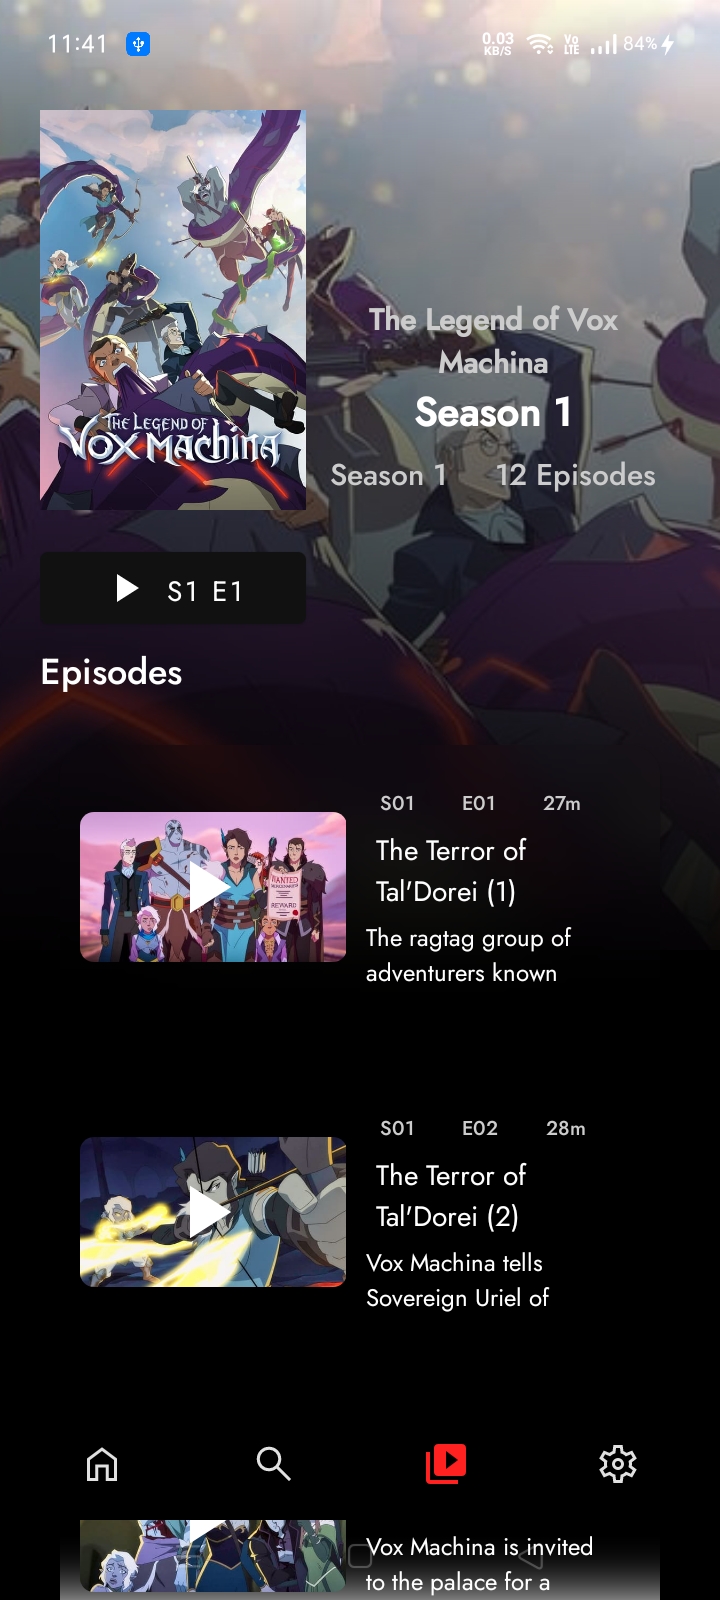 11:41
0.03
KB/S
Vo
LTE
84%
THE LEGEND OF
VOX MACHINA
The Legend of Vox
Machina
Season 1
Season 1 12 Episodes
S1 E1
Episodes
S01 E01 27m
The Terror of
Tal'Dorei (1)
The ragtag group of
adventurers known
WANTED
REWARD
S01 E02 28m
The Terror of
Tal'Dorei (2)
Vox Machina tells
Sovereign Uriel of
Vox Machina is invited
to the palace for a